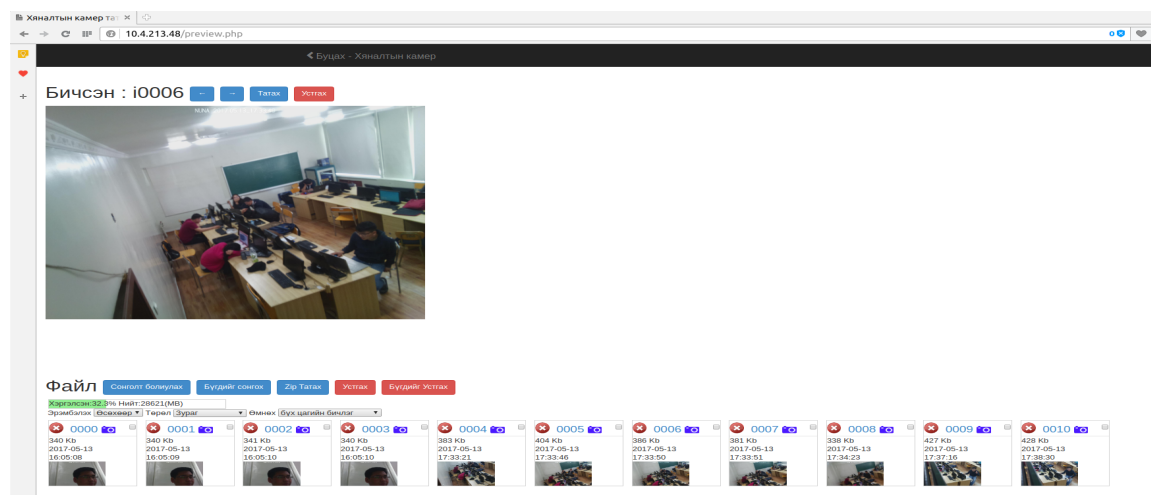 Хяналтын камер тат
10.4.213.48/preview.php
0
Буцах - Хяналтын камер
Бичсэн : i0006 ← → Татах Устгах
Файл Сонголт болиулах Бүгдийг сонгох Zip Татах Устгах Бүгдийг Устгах
Хэрэглсэн:32.3% Нийт:28621(MB)
Эрэмбэлэх Өсөхөөр Төрөл Зураг Өмнөх бүх цагийн бичлэг
0000 0001 0002 0003 0004 0005 0006 0007 0008 0009 0010
340 Kb 340 Kb 341 Kb 340 Kb 383 Kb 404 Kb 386 Kb 381 Kb 338 Kb 427 Kb 428 Kb
2017-05-13 2017-05-13 2017-05-13 2017-05-13 2017-05-13 2017-05-13 2017-05-13 2017-05-13 2017-05-13 2017-05-13 2017-05-13
16:05:08 16:05:09 16:05:10 16:05:10 17:33:21 17:33:46 17:33:50 17:33:51 17:34:23 17:37:16 17:38:30